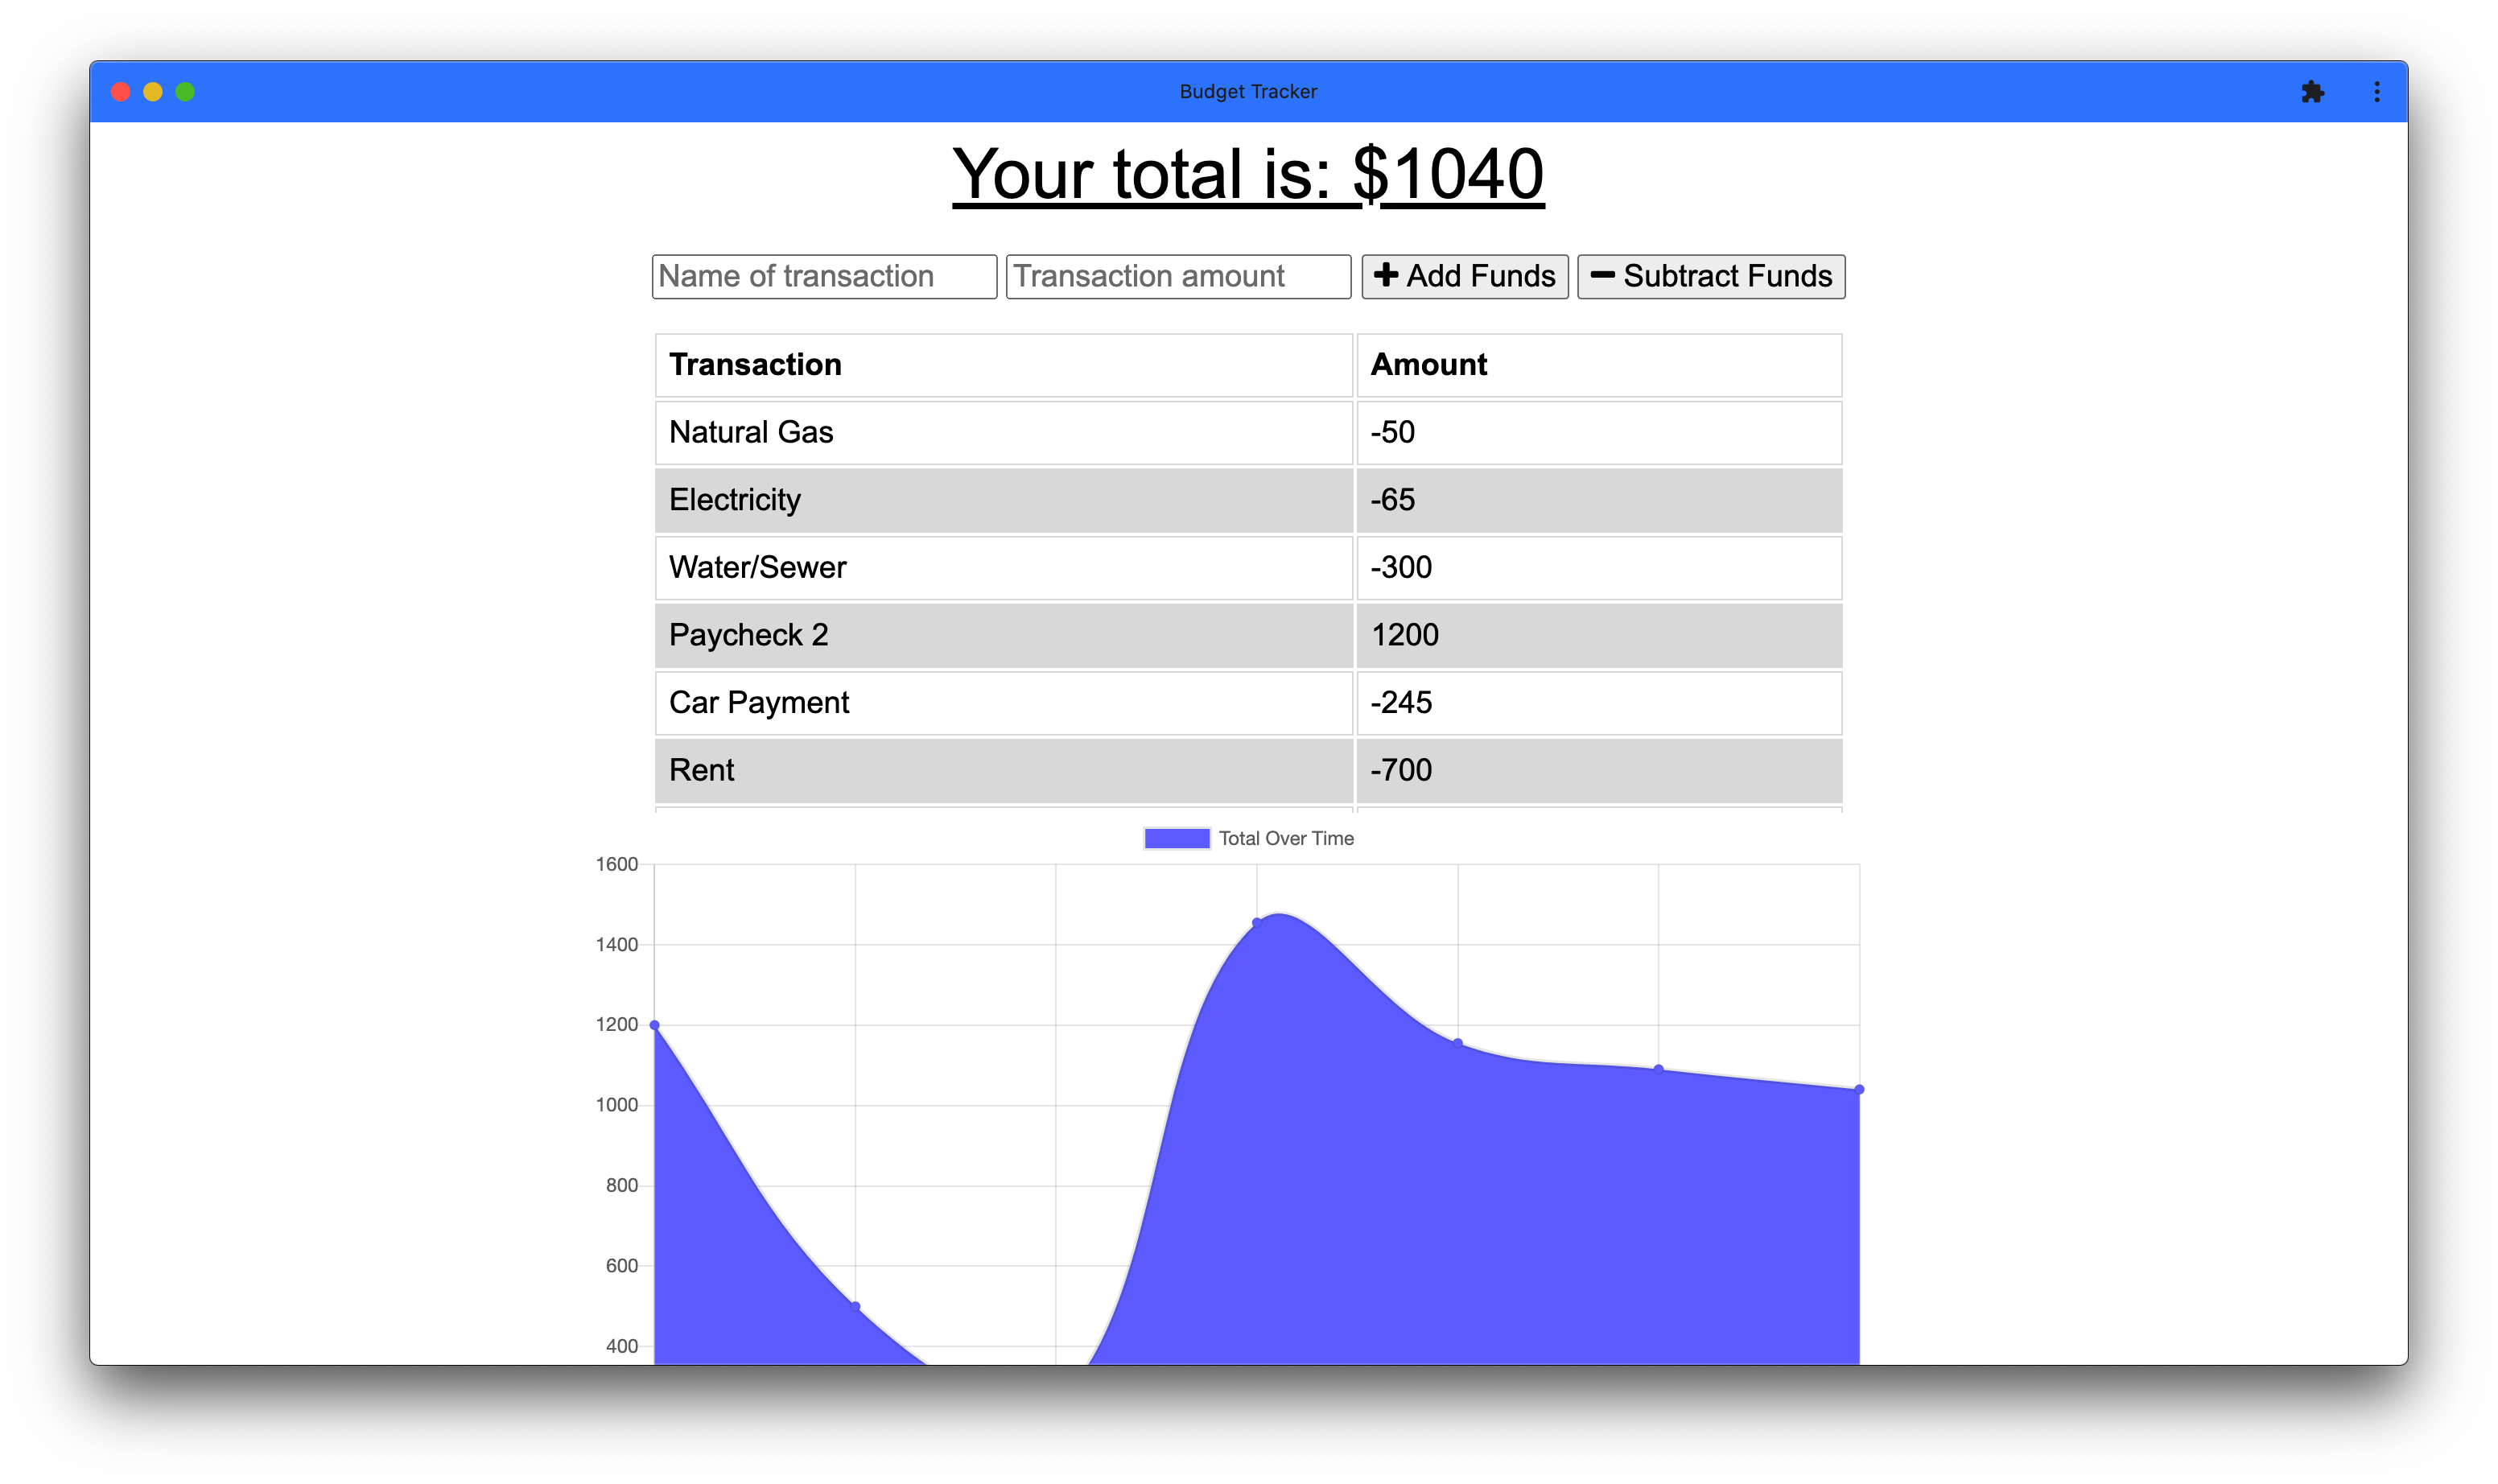 Budget Tracker
Your total is: $1040
Name of transaction Transaction amount Add Funds Subtract Funds
Transaction Amount
Natural Gas -50
Electricity -65
Water/Sewer -300
Paycheck 2 1200
Car Payment -245
Rent -700
Total Over Time
1600
1400
1200
1000
800
600
400